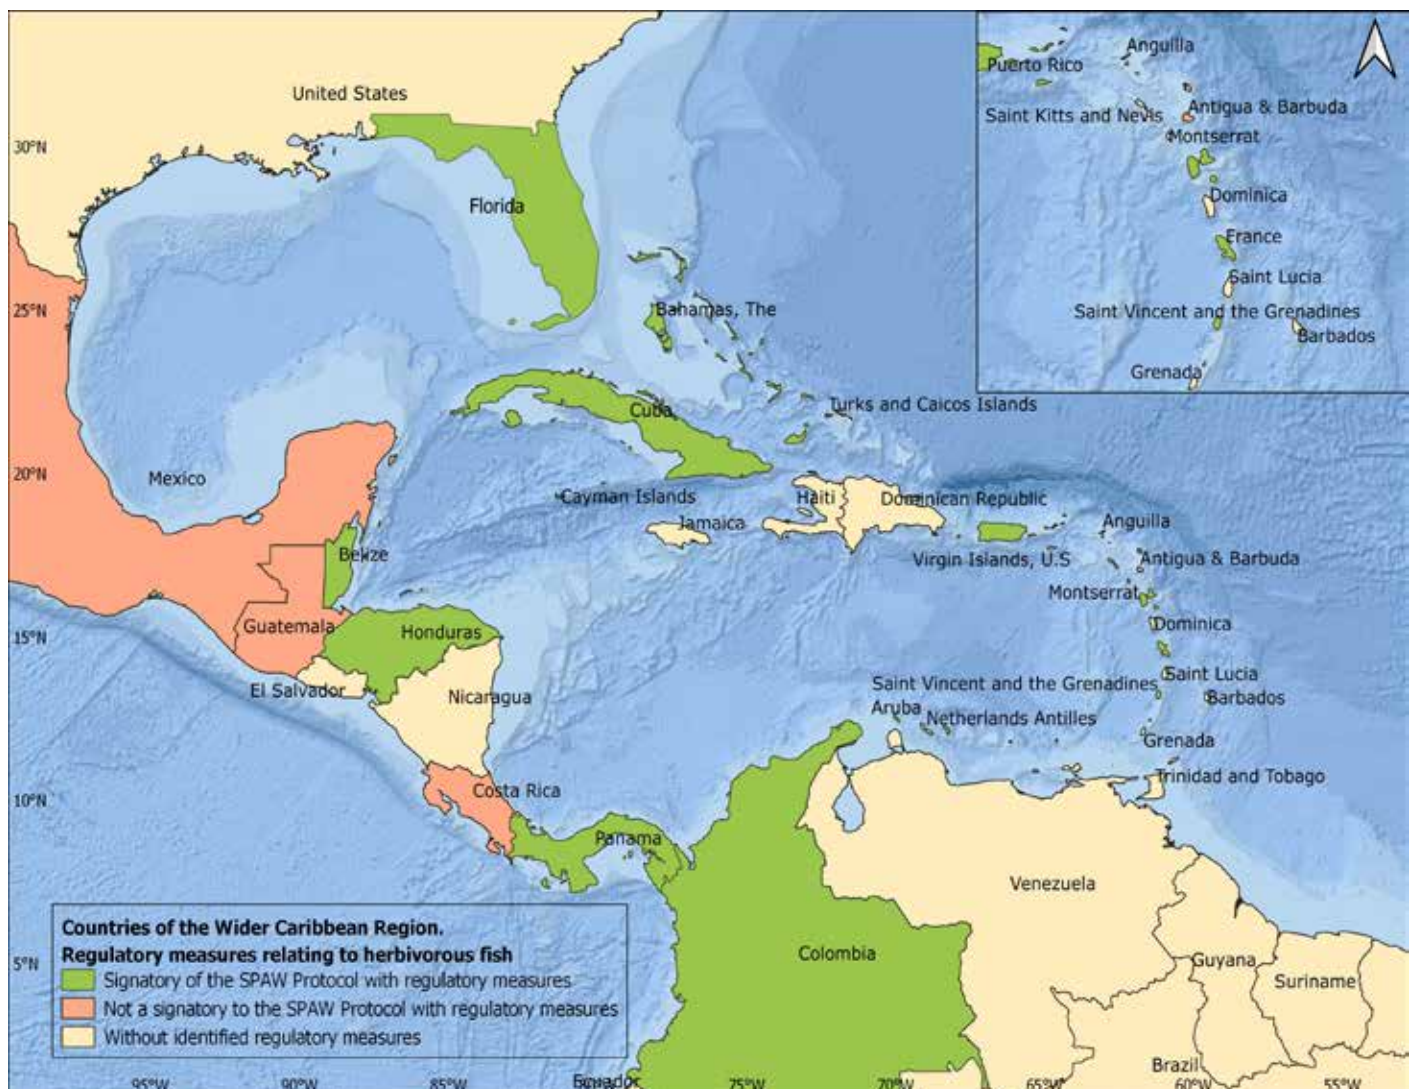 Anguilla
Puerto Rico
United States
Saint Kitts and Nevis
Antigua & Barbuda
Montserrat
30°N
Dominica
Florida
France
Saint Lucia
25°N
Bahamas, The
Saint Vincent and the Grenadines
Barbados
Grenada
Cuba
Turks and Caicos Islands
20°N
Mexico
Cayman Islands
Haiti
Dominican Republic
Jamaica
Anguilla
Belize
Virgin Islands, U.S
Antigua & Barbuda
Montserrat
15°N
Guatemala
Honduras
Dominica
El Salvador
Nicaragua
Saint Vincent and the Grenadines
Saint Lucia
Aruba
Netherlands Antilles
Barbados
Grenada
10°N
Costa Rica
Trinidad and Tobago
Panama
Venezuela
Countries of the Wider Caribbean Region.
Regulatory measures relating to herbivorous fish
5°N
Signatory of the SPAW Protocol with regulatory measures
Colombia
Guyana
Suriname
Not a signatory to the SPAW Protocol with regulatory measures
Without identified regulatory measures
Brazil
95°W
90°W
85°W
Ecuador
75°W
70°W
65°W
60°W
55°W